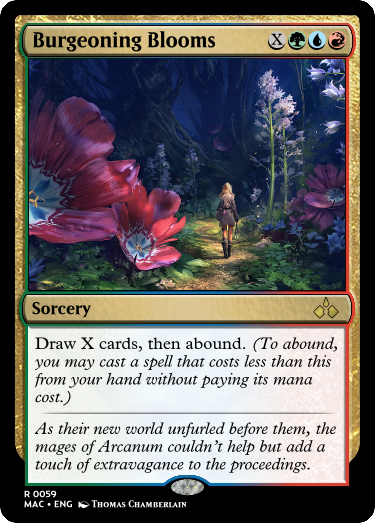 Burgeoning Blooms X
Sorcery
Draw X cards, then abound. (To abound,
you may cast a spell that costs less than this
from your hand without paying its mana
cost.)
As their new world unfurled before them, the
mages of Arcanum couldn't help but add a
touch of extravagance to the proceedings.
R 0059
MAC • ENG Thomas Chamberlain